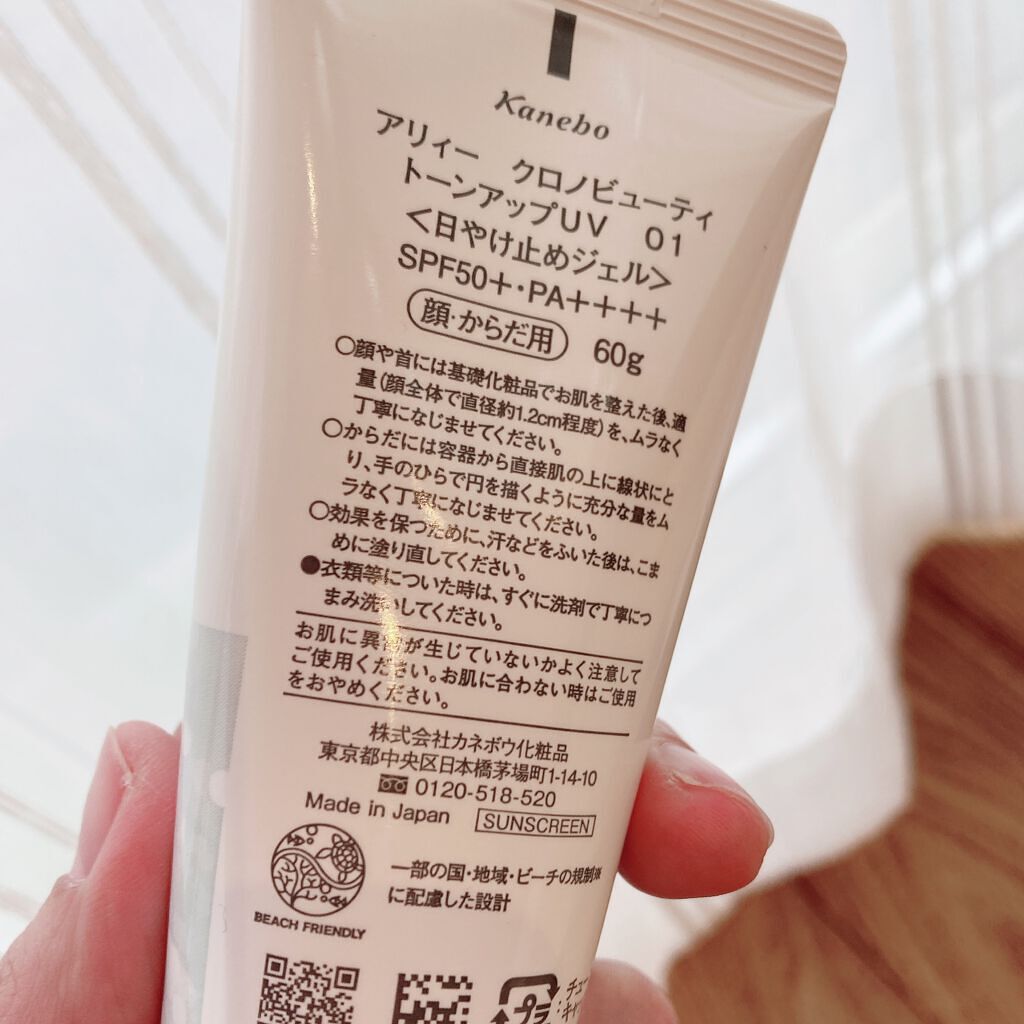 Kanebo
アリィー クロノビューティ
トーンアップUV 01
<日やけ止めジェル>
SPF50+・PA++++
顔・からだ用 60g
○顔や首には基礎化粧品でお肌を整えた後、適
量(顔全体で直径約1.2cm程度)を、ムラなく
丁寧になじませてください。
○からだには容器から直接肌の上に線状にと
り、手のひらで円を描くように充分な量をム
ラなく丁寧になじませてください。
○効果を保つために、汗などをふいた後は、こま
めに塗り直してください。
●衣類等についた時は、すぐに洗剤で丁寧につ
まみ洗いしてください。
お肌に異常が生じていないかよく注意して
ご使用ください。お肌に合わない時はご使用
をおやめください。
株式会社カネボウ化粧品
東京都中央区日本橋茅場町1-14-10
0120-518-520
Made in Japan SUNSCREEN
一部の国・地域・ビーチの規制※
に配慮した設計
BEACH FRIENDLY
プラ
チュー
キャ